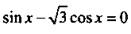 sin x − √3 cos x = 0